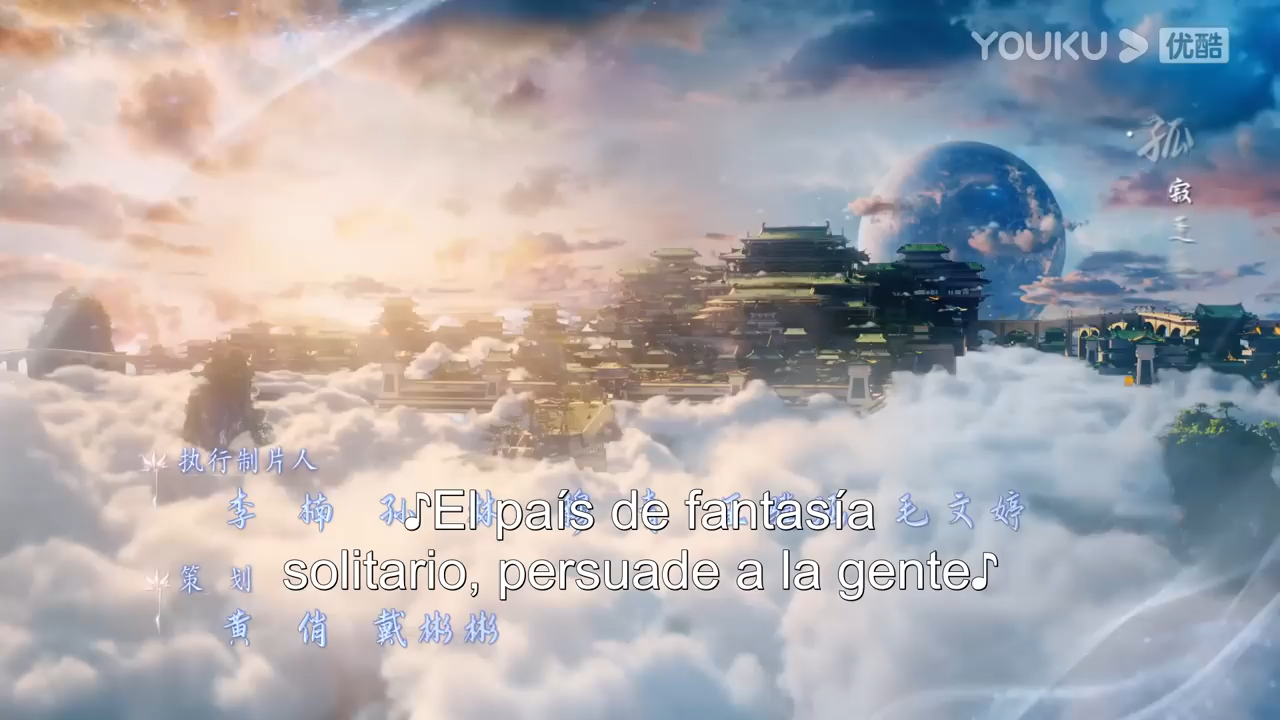 YOUKU 优酷
孤
寂
执行制片人
李楠 孙 毛文婷
♪El país de fantasía
solitario, persuade a la gente♪
策划
黄俏 戴彬彬